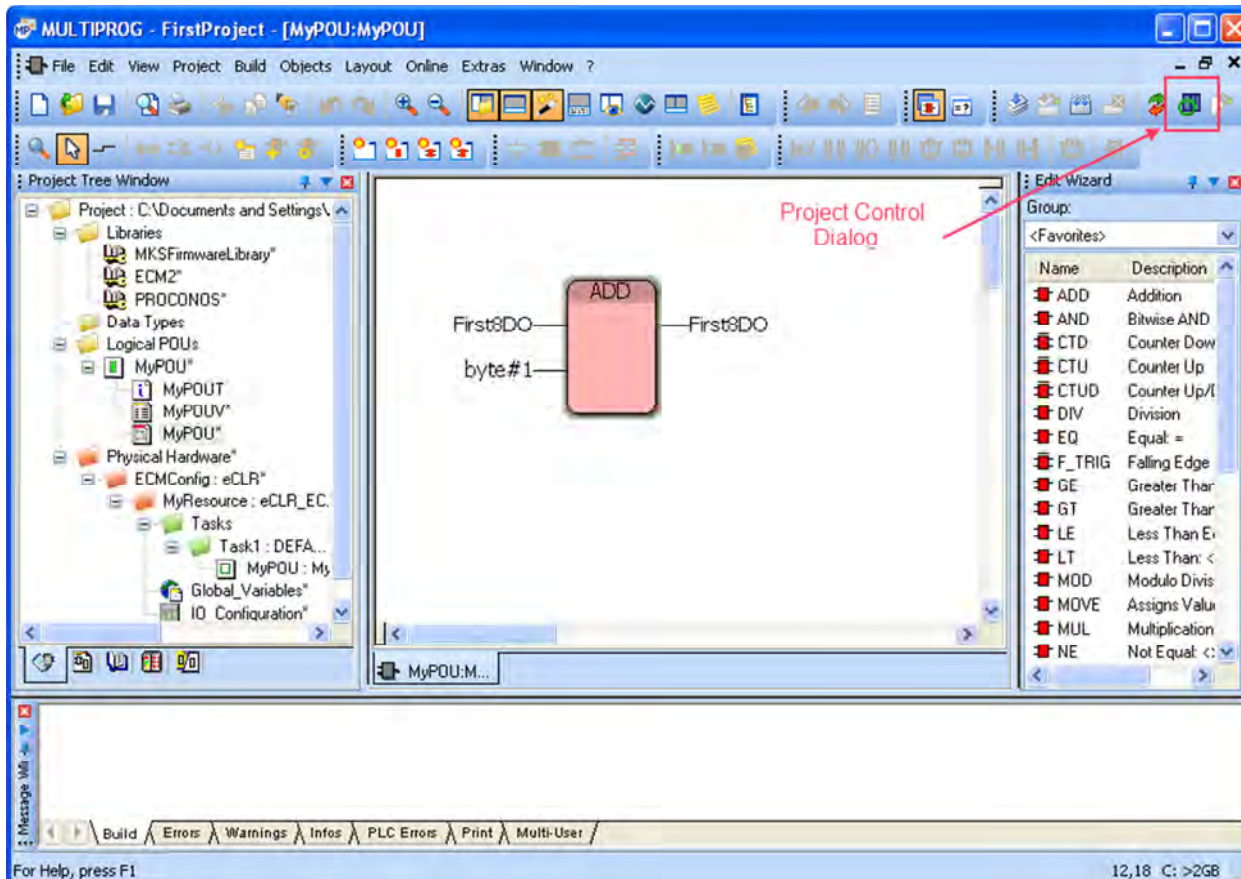 MULTIPROG - FirstProject - [MyPOU:MyPOU]
File Edit View Project Build Objects Layout Online Extras Window ?
Project Tree Window
Project : C:\Documents and Settings\
Libraries
MKSFirmwareLibrary"
ECM2"
PROCONOS"
Data Types
Logical POUs
MyPOU"
MyPOUT
MyPOUV"
MyPOU"
Physical Hardware"
ECMConfig : eCLR"
MyResource : eCLR_EC.
Tasks
Task1 : DEFA...
MyPOU : My
Global_Variables"
IO_Configuration"
Project Control
Dialog
ADD
First8DO
First8DO
byte#1
MyPOU:M...
Edit Wizard
Group:
<Favorites>
Name Description
ADD Addition
AND Bitwise AND
CTD Counter Dow
CTU Counter Up
CTUD Counter Up/
DIV Division
EQ Equal: =
F_TRIG Falling Edge
GE Greater Than
GT Greater Than
LE Less Than E
LT Less Than: <
MOD Modulo Divis
MOVE Assigns Valu
MUL Multiplication
NE Not Equal: <
Message Wi
Build Errors Warnings Infos PLC Errors Print Multi-User
For Help, press F1
12,18 C: >2GB